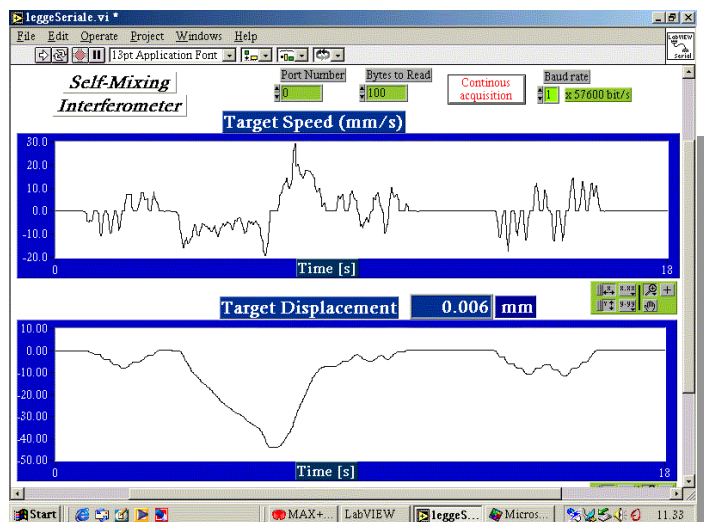 leggeSeriale.vi *
File Edit Operate Project Windows Help
13pt Application Font
LabVIEW
Serial
Self-Mixing
Interferometer
Port Number
0
Bytes to Read
100
Continous
acquisition
Baud rate
1 x 57600 bit/s
Target Speed (mm/s)
30.0
20.0
10.0
0.0
-10.0
-20.0
0 Time [s] 18
Target Displacement 0.006 mm
10.00
0.00
-10.00
-20.00
-30.00
-40.00
-50.00
0 Time [s] 18
Start MAX+... LabVIEW leggeS... Micros... 11.33